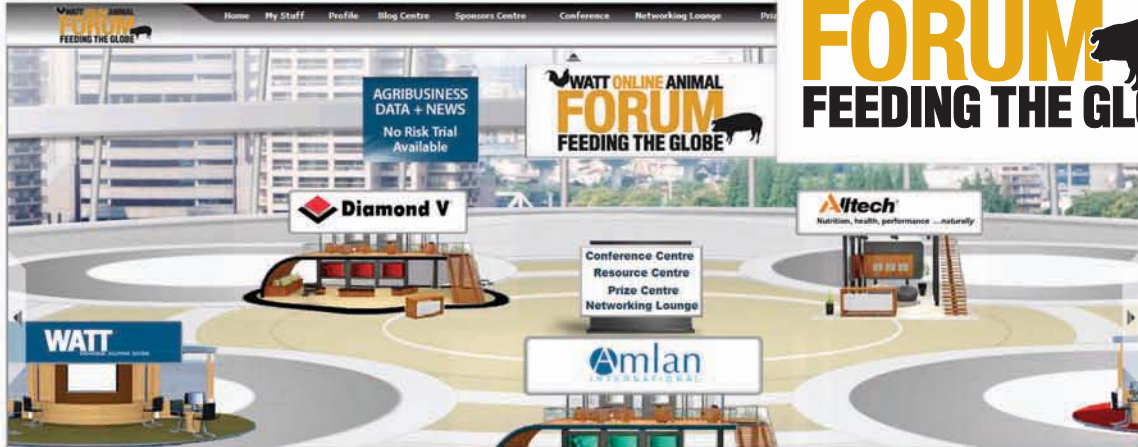 WATT ONLINE ANIMAL
FORUM
FEEDING THE GLOBE
Home My Stuff Profile Blog Centre Sponsors Centre Conference Networking Lounge
FORUM
FEEDING THE
AGRIBUSINESS
DATA + NEWS
No Risk Trial
Available
WATT ONLINE ANIMAL
FORUM
FEEDING THE GLOBE
Diamond V
Alltech
Nutrition, health, performance ....naturally
Conference Centre
Resource Centre
Prize Centre
Networking Lounge
WATT
Amlan
INTERNATIONAL